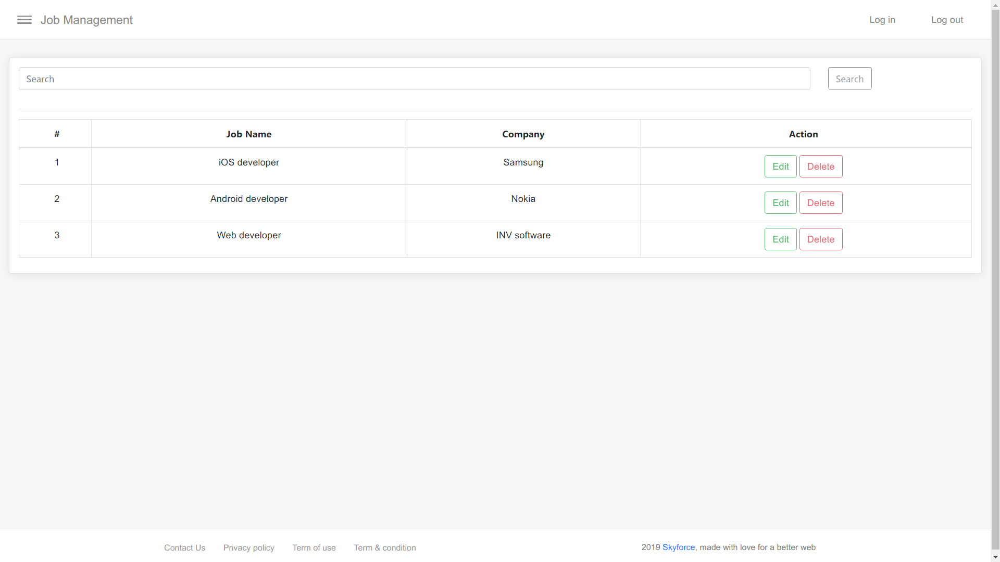 Job Management
Log in
Log out
Search
Search
# Job Name Company Action
1 iOS developer Samsung Edit Delete
2 Android developer Nokia Edit Delete
3 Web developer INV software Edit Delete
Contact Us Privacy policy Term of use Term & condition
2019 Skyforce, made with love for a better web